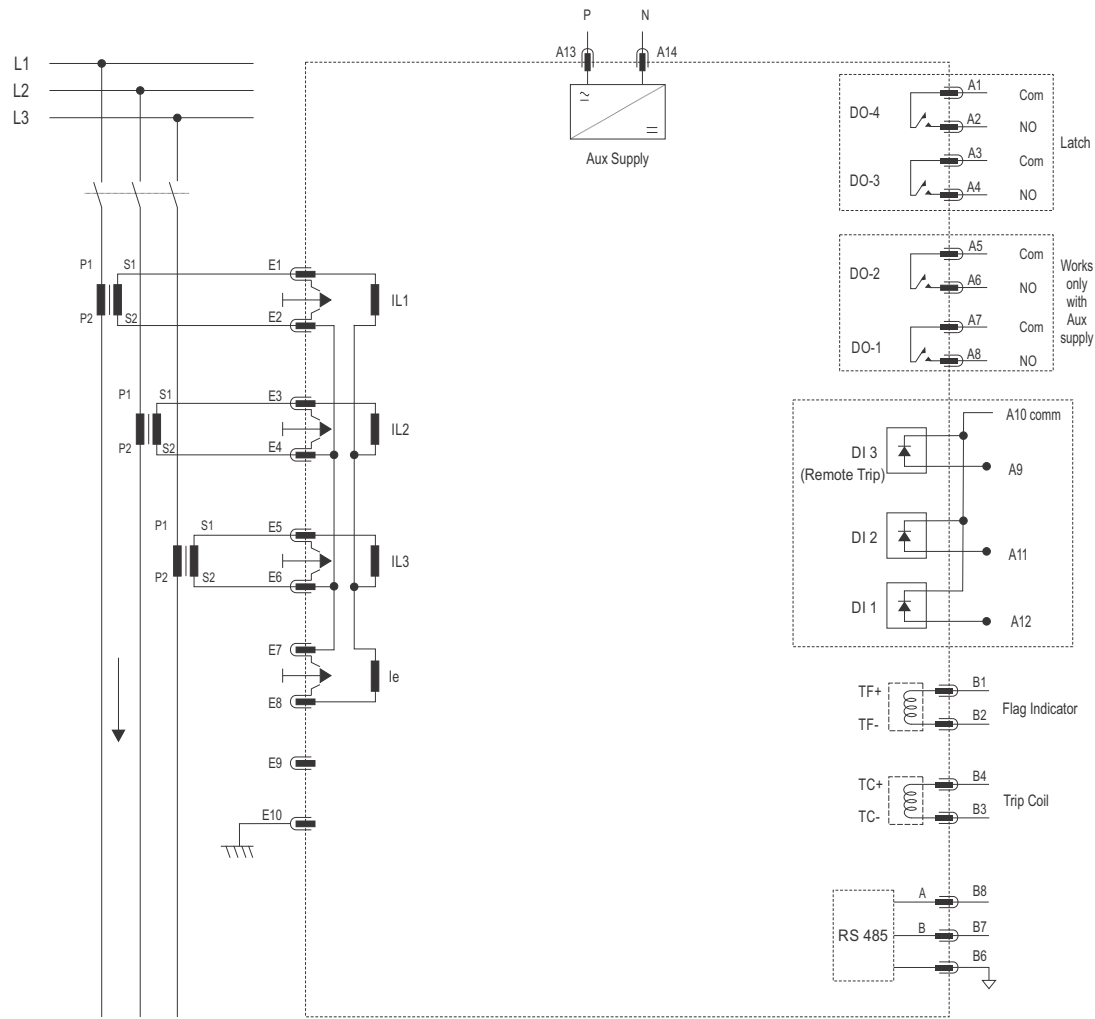 P N
A13 A14
Aux Supply
L1
L2
L3
P1 S1 E1
P2 S2 E2
IL1
P1 S1 E3
P2 S2 E4
IL2
P1 S1 E5
P2 S2 E6
IL3
E7
E8
Ie
E9
E10
DO-4
A1 Com
A2 NO
DO-3
A3 Com
A4 NO
Latch
DO-2
A5 Com
A6 NO
DO-1
A7 Com
A8 NO
Works
only
with
Aux
supply
A10 comm
DI 3
(Remote Trip)
A9
DI 2
A11
DI 1
A12
TF+ B1
TF- B2
Flag Indicator
TC+ B4
TC- B3
Trip Coil
RS 485
A B8
B B7
B6